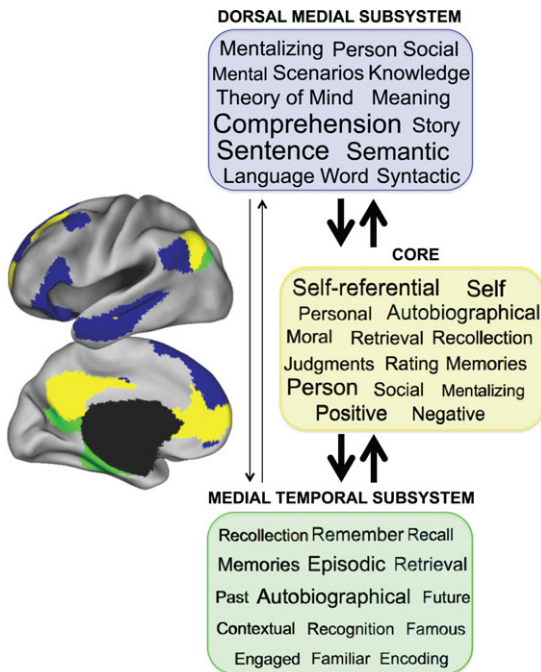 DORSAL MEDIAL SUBSYSTEM
Mentalizing Person Social
Mental Scenarios Knowledge
Theory of Mind Meaning
Comprehension Story
Sentence Semantic
Language Word Syntactic
CORE
Self-referential Self
Personal Autobiographical
Moral Retrieval Recollection
Judgments Rating Memories
Person Social Mentalizing
Positive Negative
MEDIAL TEMPORAL SUBSYSTEM
Recollection Remember Recall
Memories Episodic Retrieval
Past Autobiographical Future
Contextual Recognition Famous
Engaged Familiar Encoding